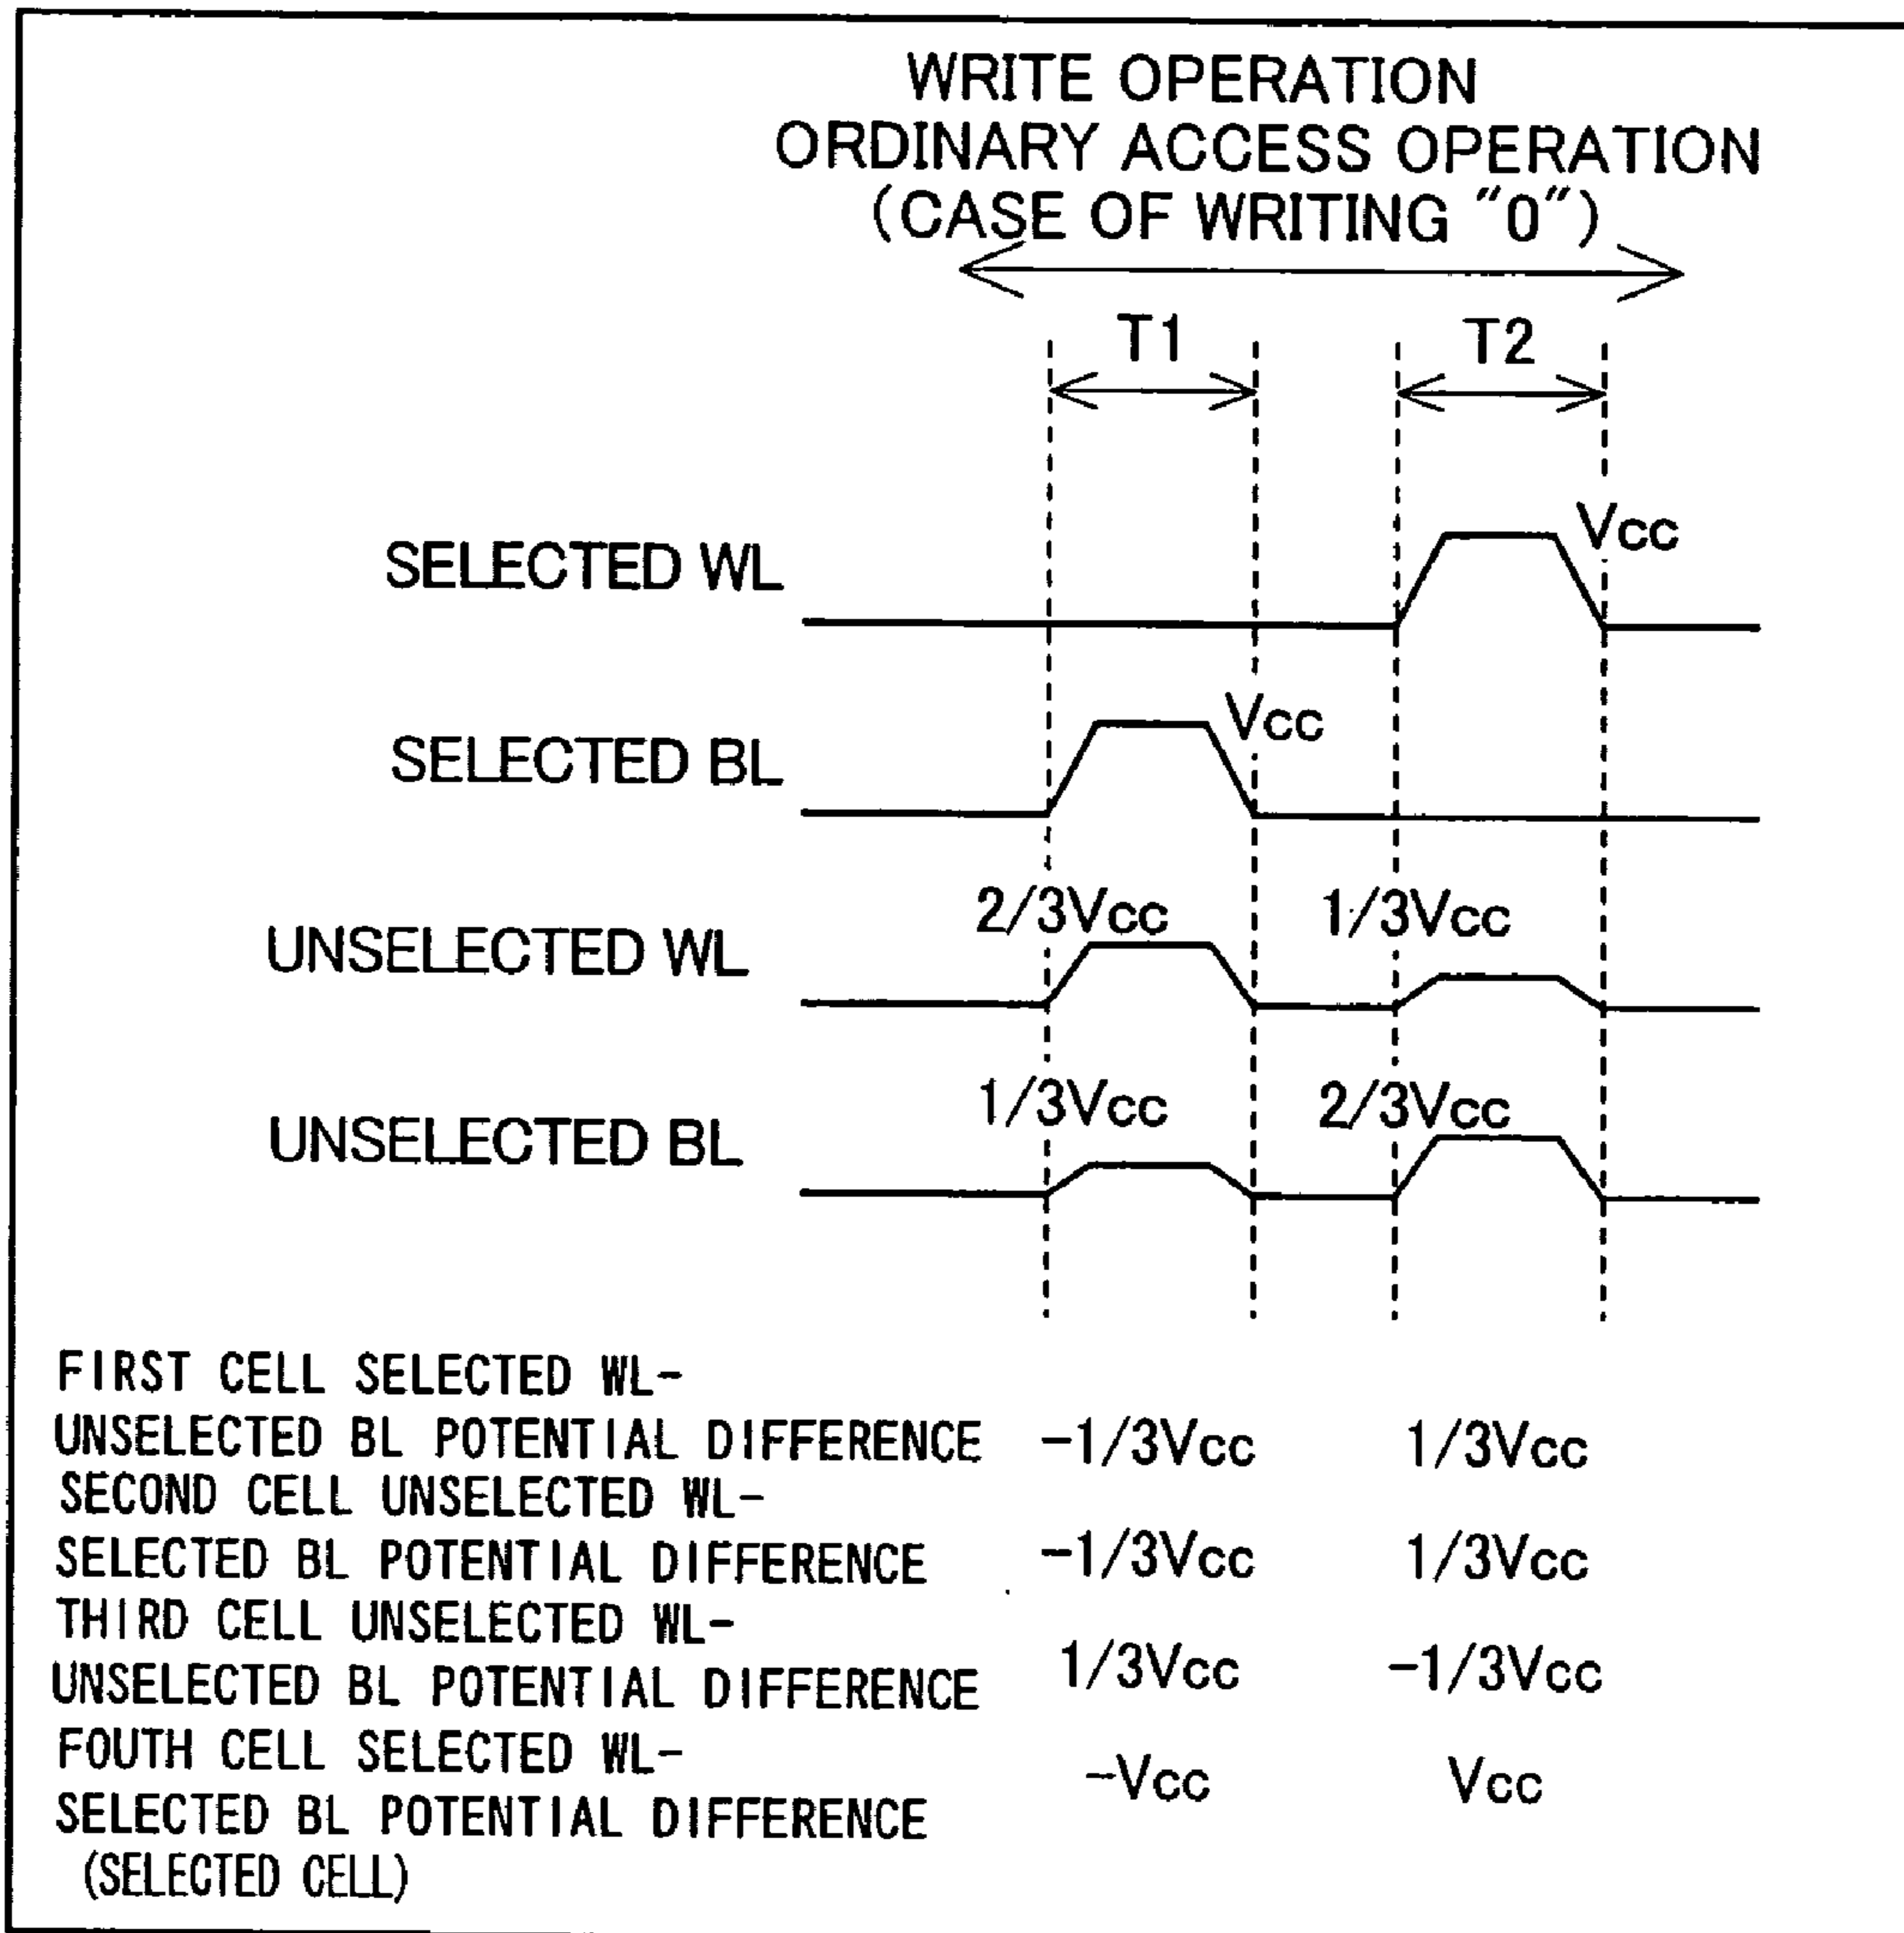 WRITE OPERATION
ORDINARY ACCESS OPERATION
(CASE OF WRITING "0")
T1 T2
SELECTED WL Vcc
SELECTED BL Vcc
2/3Vcc 1/3Vcc
UNSELECTED WL
1/3Vcc 2/3Vcc
UNSELECTED BL
FIRST CELL SELECTED WL-
UNSELECTED BL POTENTIAL DIFFERENCE -1/3Vcc 1/3Vcc
SECOND CELL UNSELECTED WL-
SELECTED BL POTENTIAL DIFFERENCE -1/3Vcc 1/3Vcc
THIRD CELL UNSELECTED WL-
UNSELECTED BL POTENTIAL DIFFERENCE 1/3Vcc -1/3Vcc
FOUTH CELL SELECTED WL-
SELECTED BL POTENTIAL DIFFERENCE -Vcc Vcc
(SELECTED CELL)